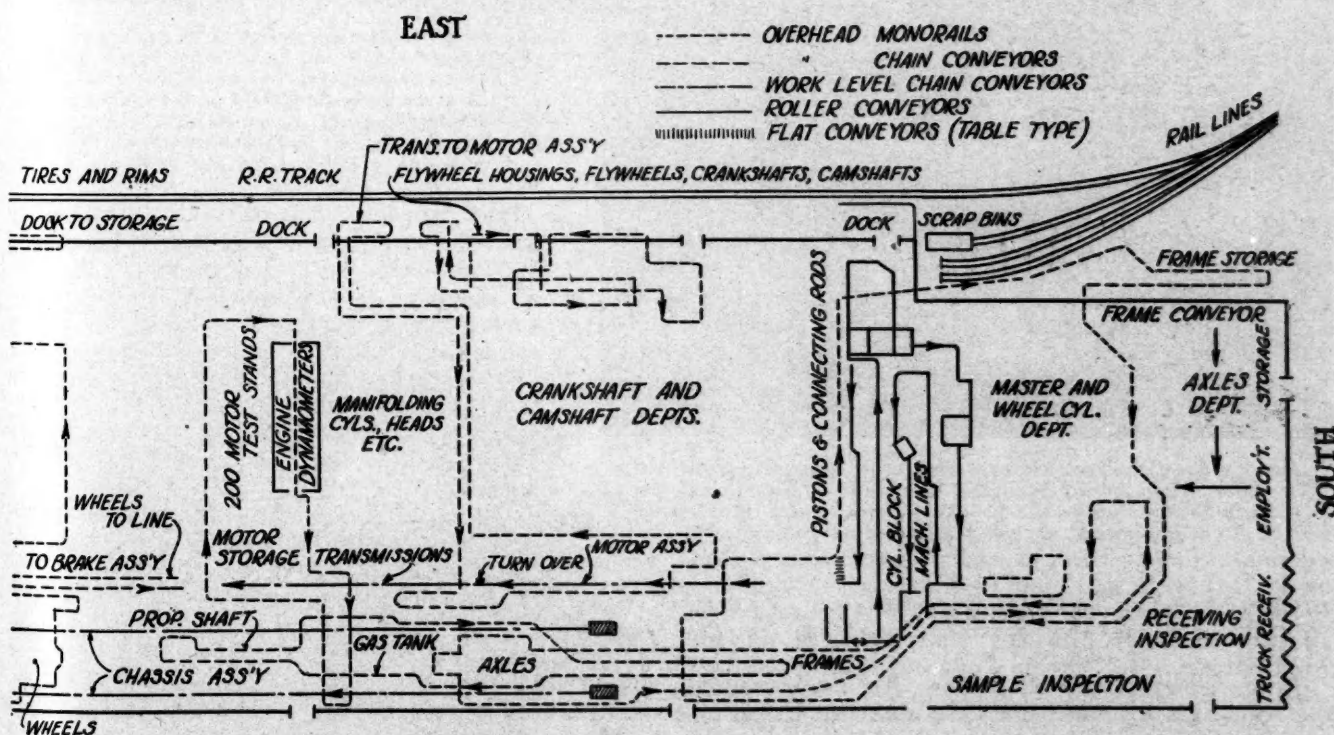 EAST
OVERHEAD MONORAILS
" CHAIN CONVEYORS
WORK LEVEL CHAIN CONVEYORS
ROLLER CONVEYORS
FLAT CONVEYORS (TABLE TYPE)
RAIL LINES
TRANS. TO MOTOR ASS'Y
TIRES AND RIMS
R.R. TRACK
FLYWHEEL HOUSINGS, FLYWHEELS, CRANKSHAFTS, CAMSHAFTS
DOCK TO STORAGE
DOCK
DOCK
SCRAP BINS
FRAME STORAGE
FRAME CONVEYOR
200 MOTOR
TEST STANDS
ENGINE
DYNAMOMETERS
MANIFOLDING
CYLS., HEADS
ETC.
CRANKSHAFT AND
CAMSHAFT DEPTS.
PISTONS & CONNECTING RODS
CYL. BLOCK
MACH. LINES
MASTER AND
WHEEL CYL.
DEPT.
AXLES
DEPT.
STORAGE
EMPLOY'T.
TRUCK RECEIV.
SOUTH
WHEELS
TO LINE
TO BRAKE ASS'Y
MOTOR
STORAGE
TRANSMISSIONS
TURN OVER
MOTOR ASSY
PROP. SHAFT
GAS TANK
CHASSIS ASS'Y
AXLES
FRAMES
RECEIVING
INSPECTION
SAMPLE INSPECTION
WHEELS